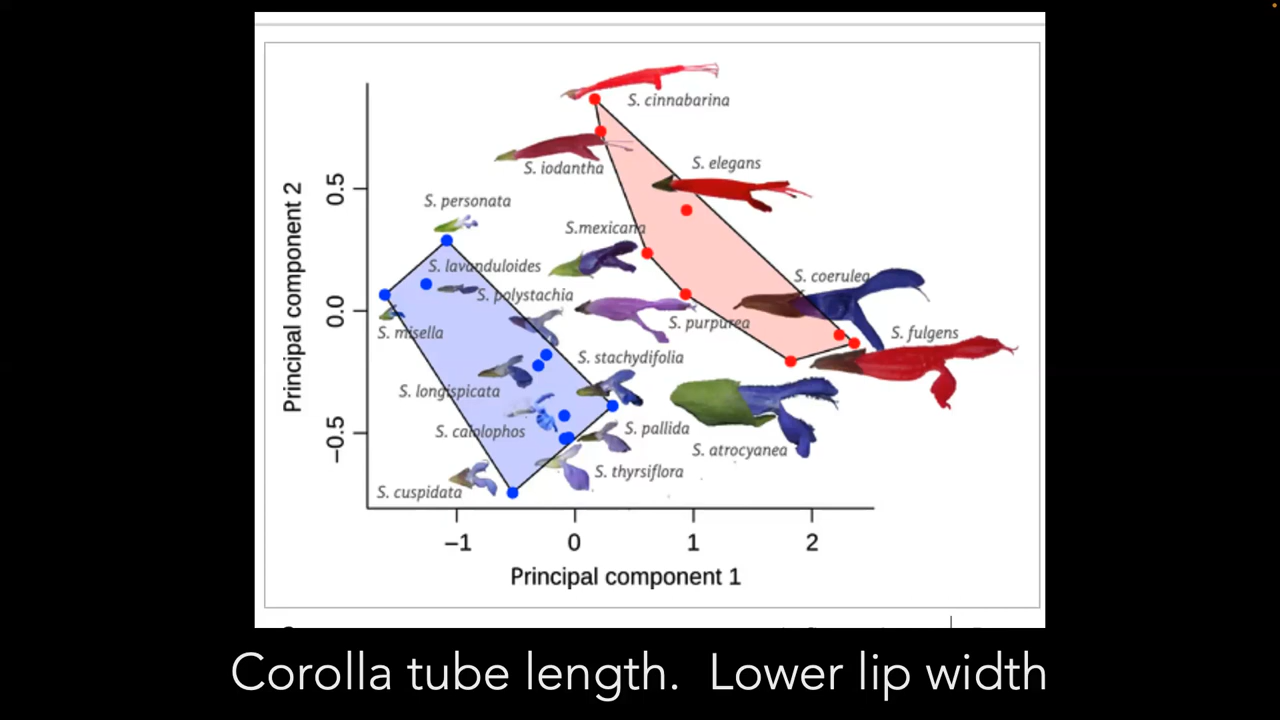 S. cinnabarina
S. iodantha
S. elegans
S. personata
S.mexicana
S. lavanduloides
S. coerulea
S. polystachia
S. purpurea
S. misella
S. fulgens
S. stachydifolia
S. longispicata
S. calolophos
S. pallida
S. atrocyanea
S. thyrsiflora
S. cuspidata
Principal component 2
0.5
0.0
−0.5
−1 0 1 2
Principal component 1
Corolla tube length. Lower lip width